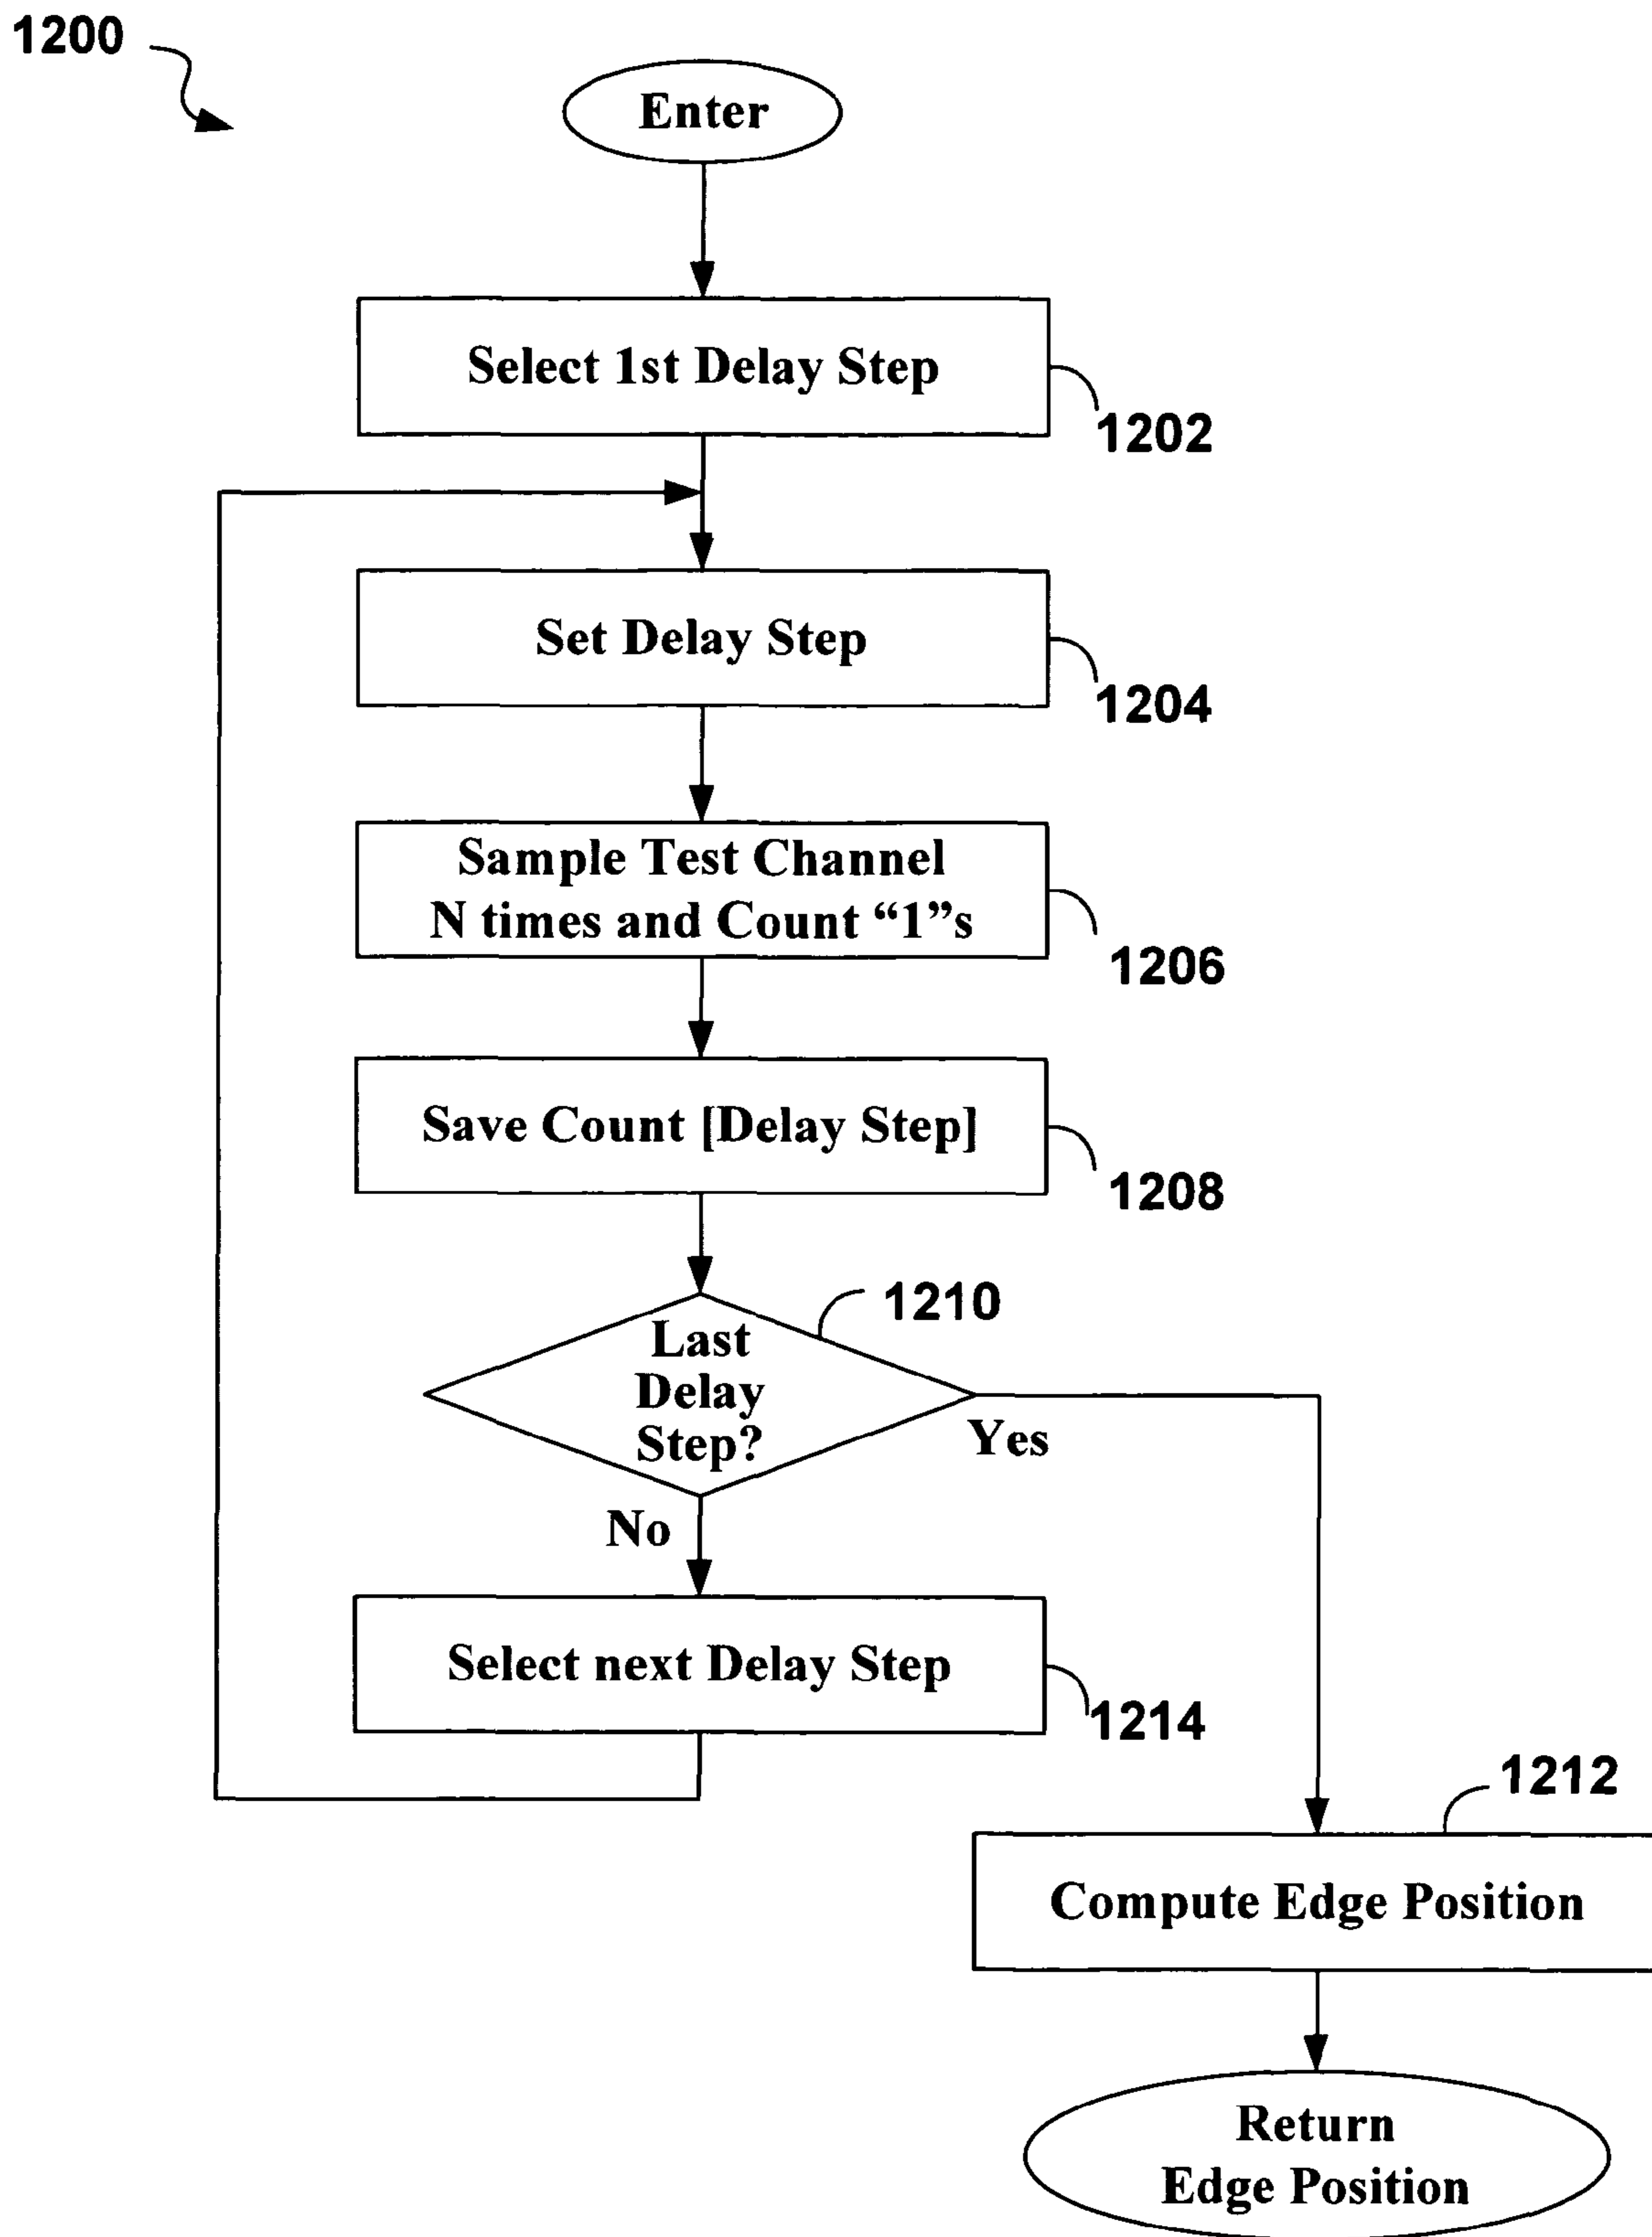 1200
Enter
Select 1st Delay Step
1202
Set Delay Step
1204
Sample Test Channel
N times and Count “1”s
1206
Save Count [Delay Step]
1208
1210
Last
Delay
Step?
Yes
No
Select next Delay Step
1214
1212
Compute Edge Position
Return
Edge Position